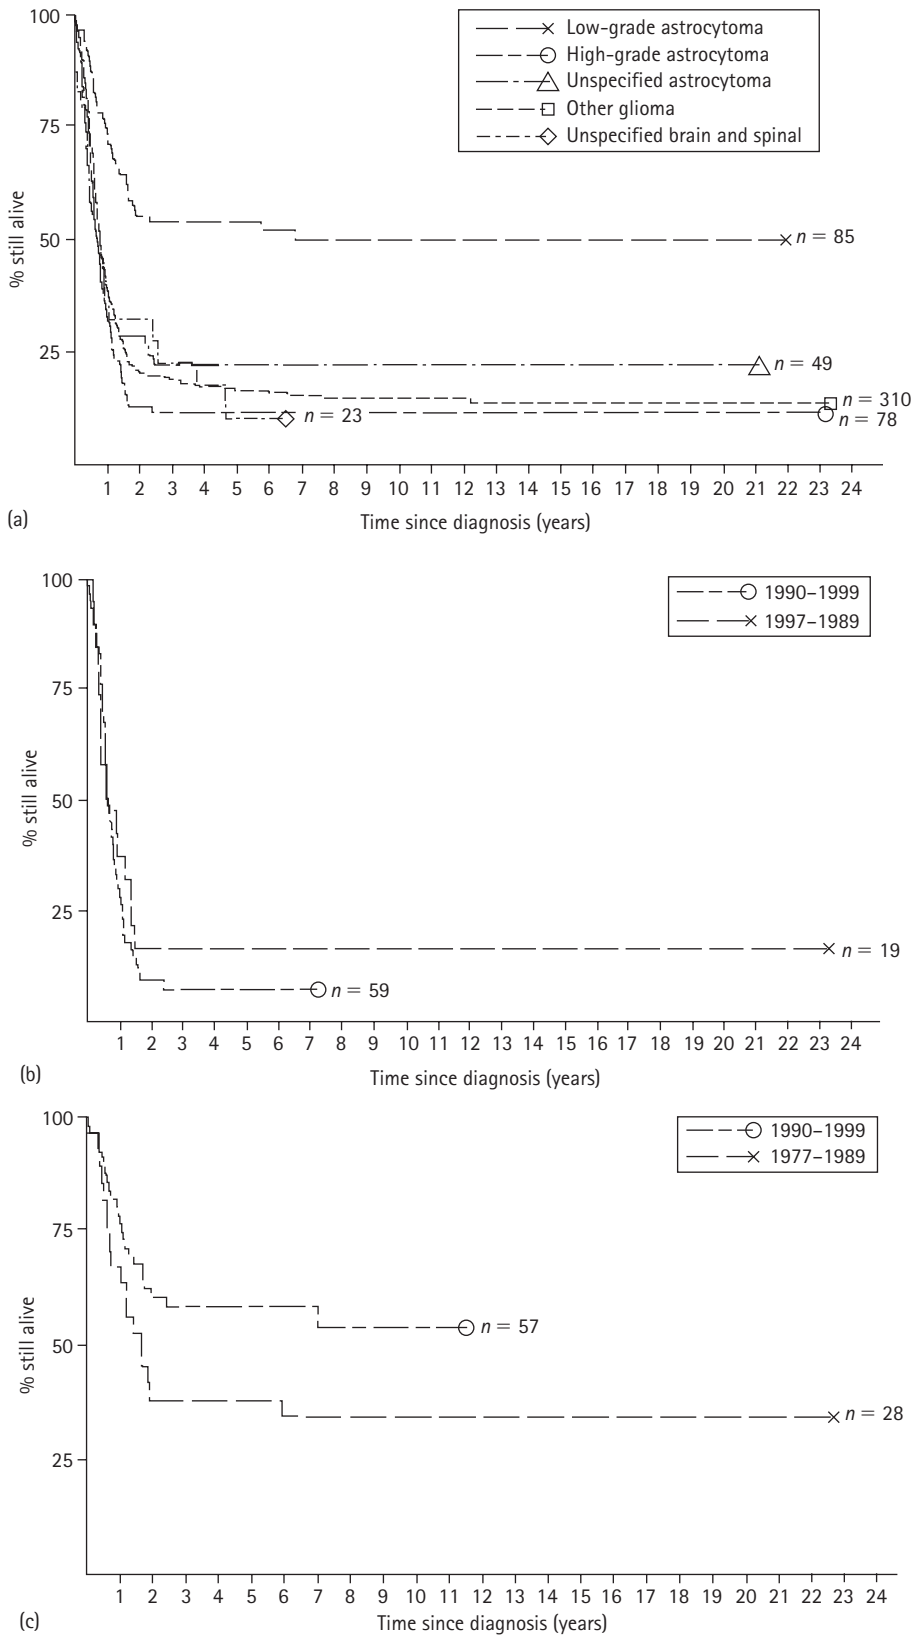 100
75
50
25
% still alive
Low-grade astrocytoma
High-grade astrocytoma
Unspecified astrocytoma
Other glioma
Unspecified brain and spinal
n = 85
n = 49
n = 310
n = 78
n = 23
1 2 3 4 5 6 7 8 9 10 11 12 13 14 15 16 17 18 19 20 21 22 23 24
Time since diagnosis (years)
(a)
100
75
50
25
% still alive
1990–1999
1997–1989
n = 19
n = 59
1 2 3 4 5 6 7 8 9 10 11 12 13 14 15 16 17 18 19 20 21 22 23 24
Time since diagnosis (years)
(b)
100
75
50
25
% still alive
1990–1999
1977–1989
n = 57
n = 28
1 2 3 4 5 6 7 8 9 10 11 12 13 14 15 16 17 18 19 20 21 22 23 24
Time since diagnosis (years)
(c)